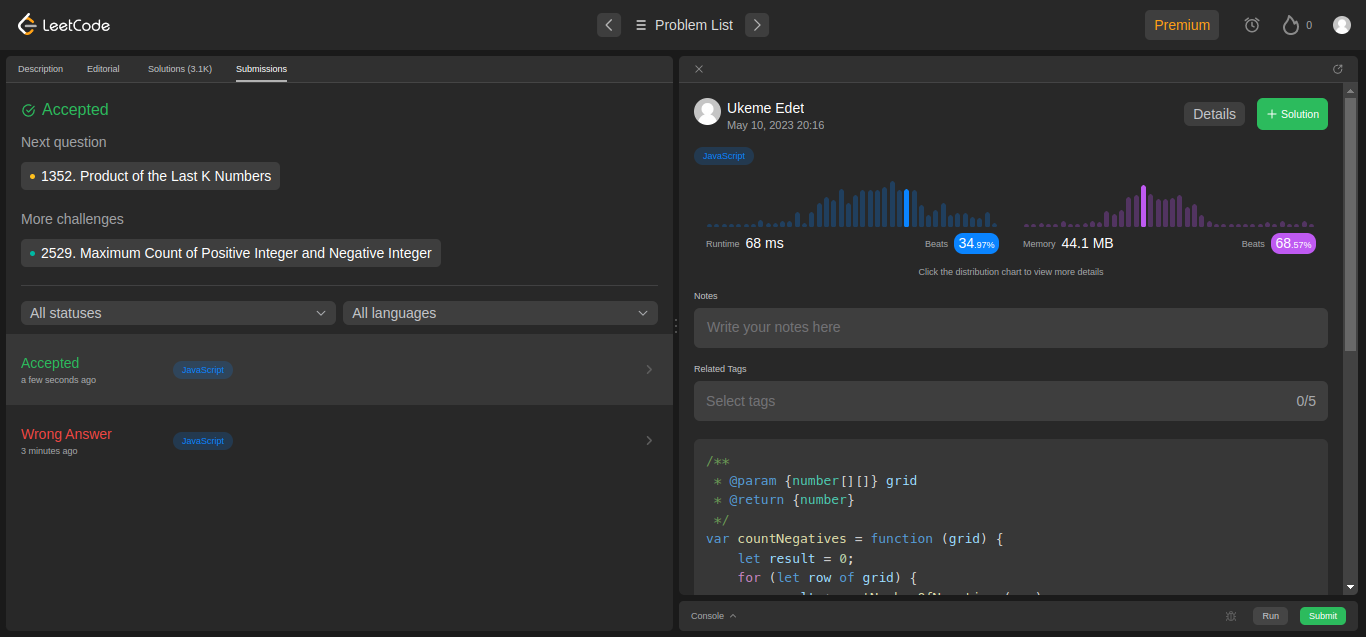 LeetCode
Problem List
Premium
0
Description Editorial Solutions (3.1K) Submissions
Accepted
Next question
1352. Product of the Last K Numbers
More challenges
2529. Maximum Count of Positive Integer and Negative Integer
All statuses All languages
Accepted
a few seconds ago
JavaScript
Wrong Answer
3 minutes ago
JavaScript
Ukeme Edet
May 10, 2023 20:16
Details
+ Solution
JavaScript
Runtime 68 ms Beats 34.97% Memory 44.1 MB Beats 68.57%
Click the distribution chart to view more details
Notes
Write your notes here
Related Tags
Select tags 0/5
/**
 * @param {number[][]} grid
 * @return {number}
 */
var countNegatives = function (grid) {
    let result = 0;
    for (let row of grid) {
Console Run Submit